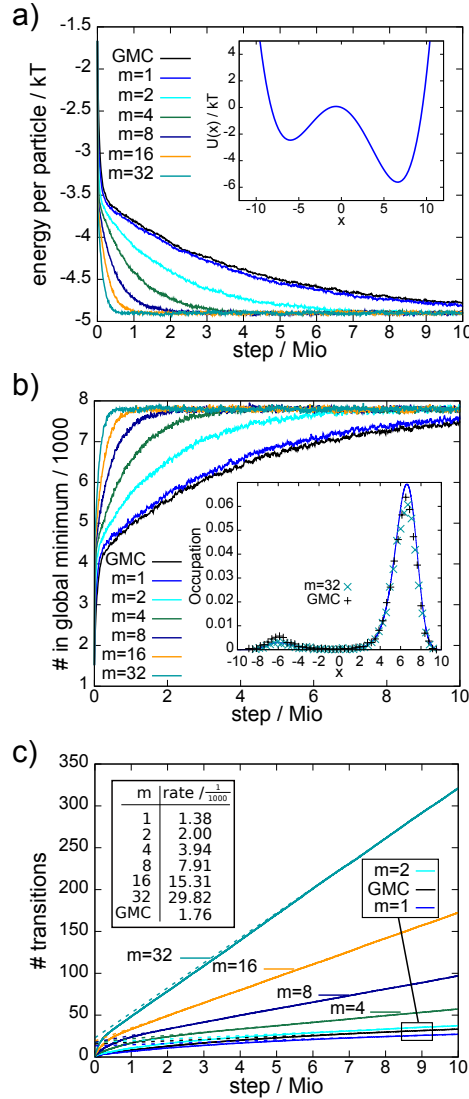 a)
energy per particle / kT
-2
-2.5
-3
-3.5
-4
-4.5
-5
GMC
m=1
m=2
m=4
m=8
m=16
m=32
U(x) / kT
4
2
0
-2
-4
-6
-10 -5 0 5 10
x
0 1 2 3 4 5 6 7 8 9 10
step / Mio
b)
# in global minimum / 1000
8
7
6
5
4
3
2
1
GMC
m=1
m=2
m=4
m=8
m=16
m=32
Occupation
0.06
0.05
0.04
0.03
0.02
0.01
0
m=32
GMC
-10 -8 -6 -4 -2 0 2 4 6 8 10
x
0 2 4 6 8 10
step / Mio
c)
# transitions
350
300
250
200
150
100
50
0
m rate / 1/1000
1 1.38
2 2.00
4 3.94
8 7.91
16 15.31
32 29.82
GMC 1.76
m=2
GMC
m=1
m=32
m=16
m=8
m=4
0 1 2 3 4 5 6 7 8 9 10
step / Mio